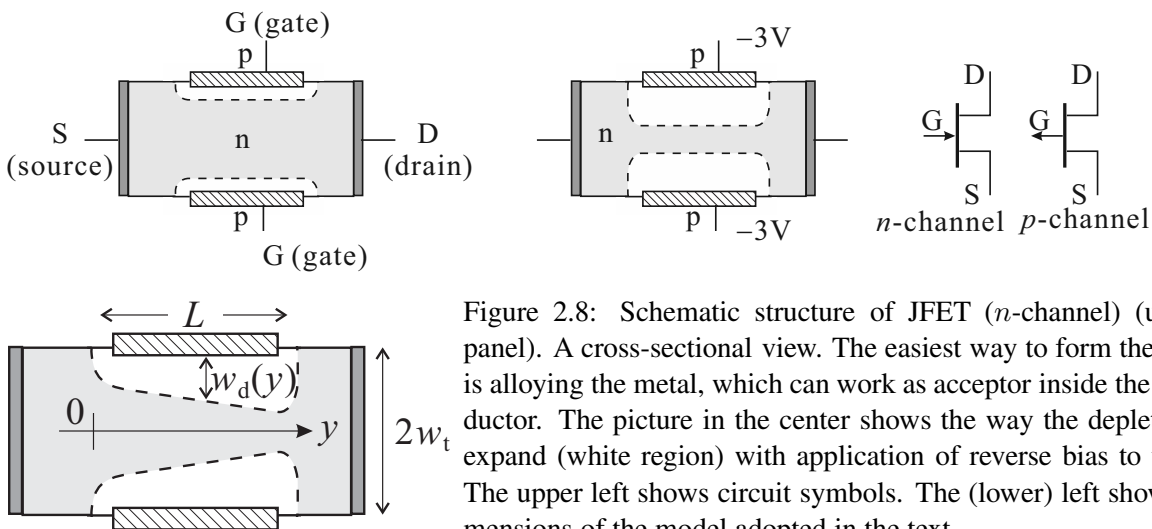 G (gate)
p
S
(source)
n
D
(drain)
p
G (gate)
p
−3V
n
p
−3V
D
G
S
n-channel
D
G
S
p-channel
L
w_d(y)
0
y
2w_t
Figure 2.8: Schematic structure of JFET (n-channel)
panel). A cross-sectional view. The easiest way to form the
is alloying the metal, which can work as acceptor inside the
ductor. The picture in the center shows the way the
expand (white region) with application of reverse bias to
The upper left shows circuit symbols. The (lower) left
mensions of the model adopted in the text.